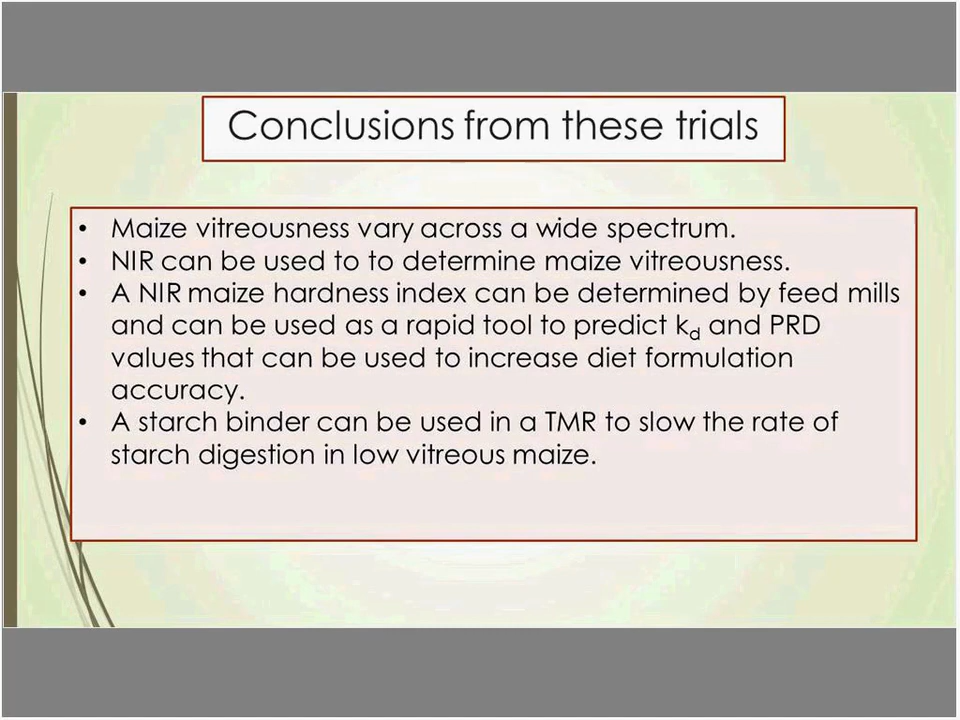 Conclusions from these trials
• Maize vitreousness vary across a wide spectrum.
• NIR can be used to to determine maize vitreousness.
• A NIR maize hardness index can be determined by feed mills
and can be used as a rapid tool to predict k_d and PRD
values that can be used to increase diet formulation
accuracy.
• A starch binder can be used in a TMR to slow the rate of
starch digestion in low vitreous maize.